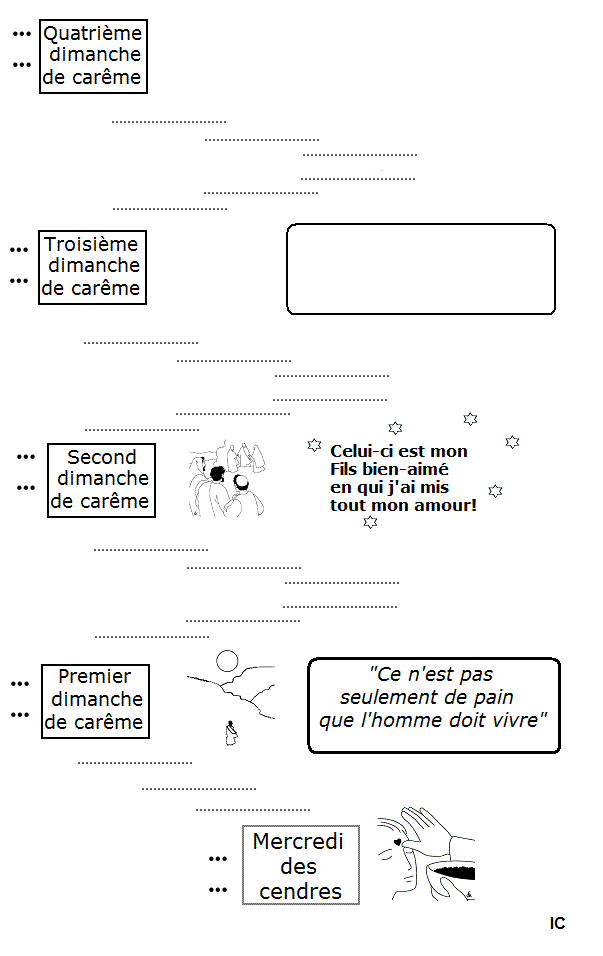 Quatrième
dimanche
de carême
Troisième
dimanche
de carême
Second
dimanche
de carême
Celui-ci est mon
Fils bien-aimé
en qui j'ai mis
tout mon amour!
Premier
dimanche
de carême
"Ce n'est pas
seulement de pain
que l'homme doit vivre"
Mercredi
des
cendres
IC